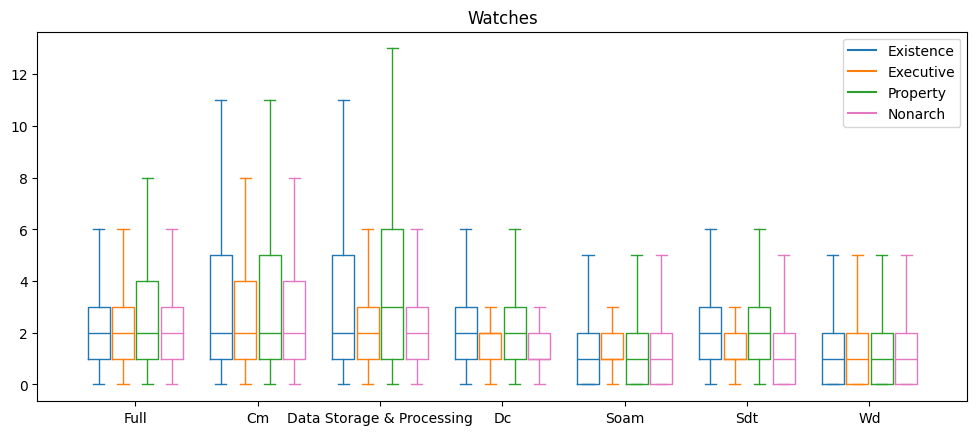 Watches
Existence
Executive
Property
Nonarch
12
10
8
6
4
2
0
Full Cm Data Storage & Processing Dc Soam Sdt Wd